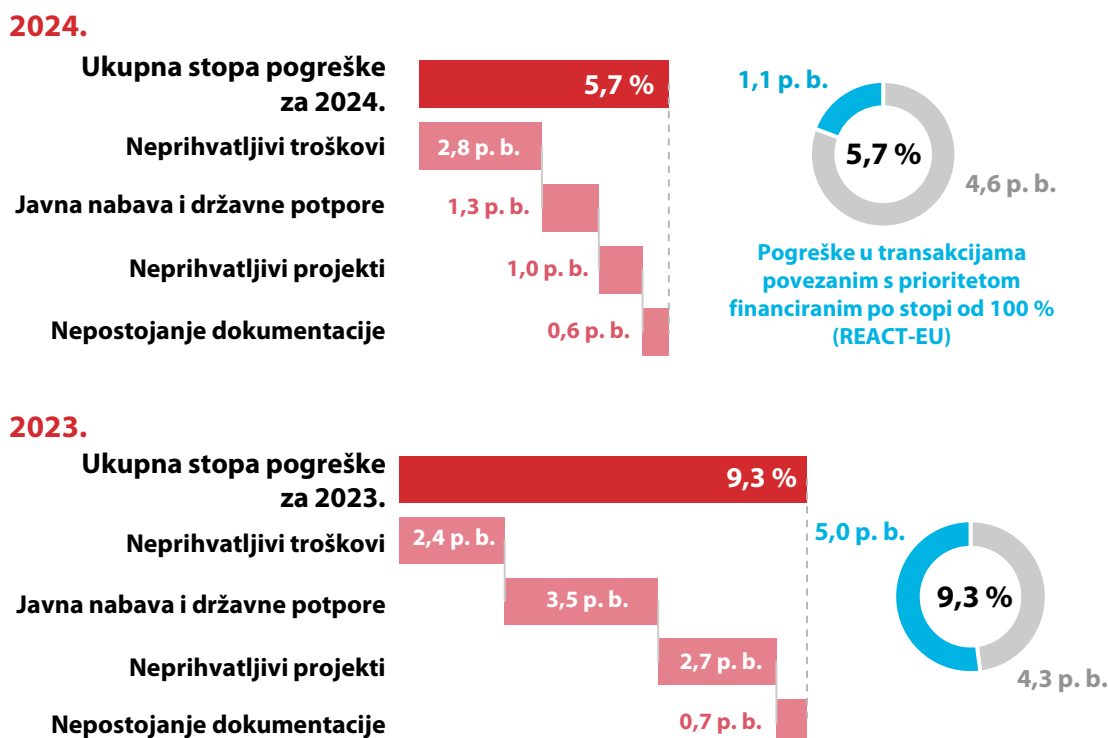 2024.
Ukupna stopa pogreške
za 2024.
5,7 %
Neprihvatljivi troškovi
2,8 p. b.
Javna nabava i državne potpore
1,3 p. b.
Neprihvatljivi projekti
1,0 p. b.
Nepostojanje dokumentacije
0,6 p. b.
1,1 p. b.
5,7 %
4,6 p. b.
Pogreške u transakcijama
povezanim s prioritetom
financiranim po stopi od 100 %
(REACT-EU)
2023.
Ukupna stopa pogreške
za 2023.
9,3 %
Neprihvatljivi troškovi
2,4 p. b.
Javna nabava i državne potpore
3,5 p. b.
Neprihvatljivi projekti
2,7 p. b.
Nepostojanje dokumentacije
0,7 p. b.
5,0 p. b.
9,3 %
4,3 p. b.